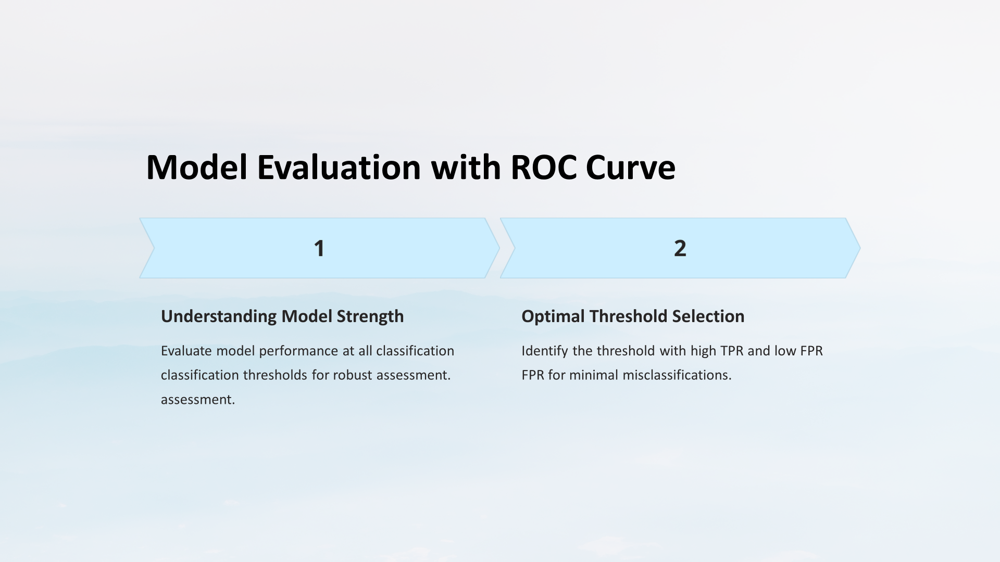 Model Evaluation with ROC Curve
1
2
Understanding Model Strength
Evaluate model performance at all classification
classification thresholds for robust assessment.
assessment.
Optimal Threshold Selection
Identify the threshold with high TPR and low FPR
FPR for minimal misclassifications.